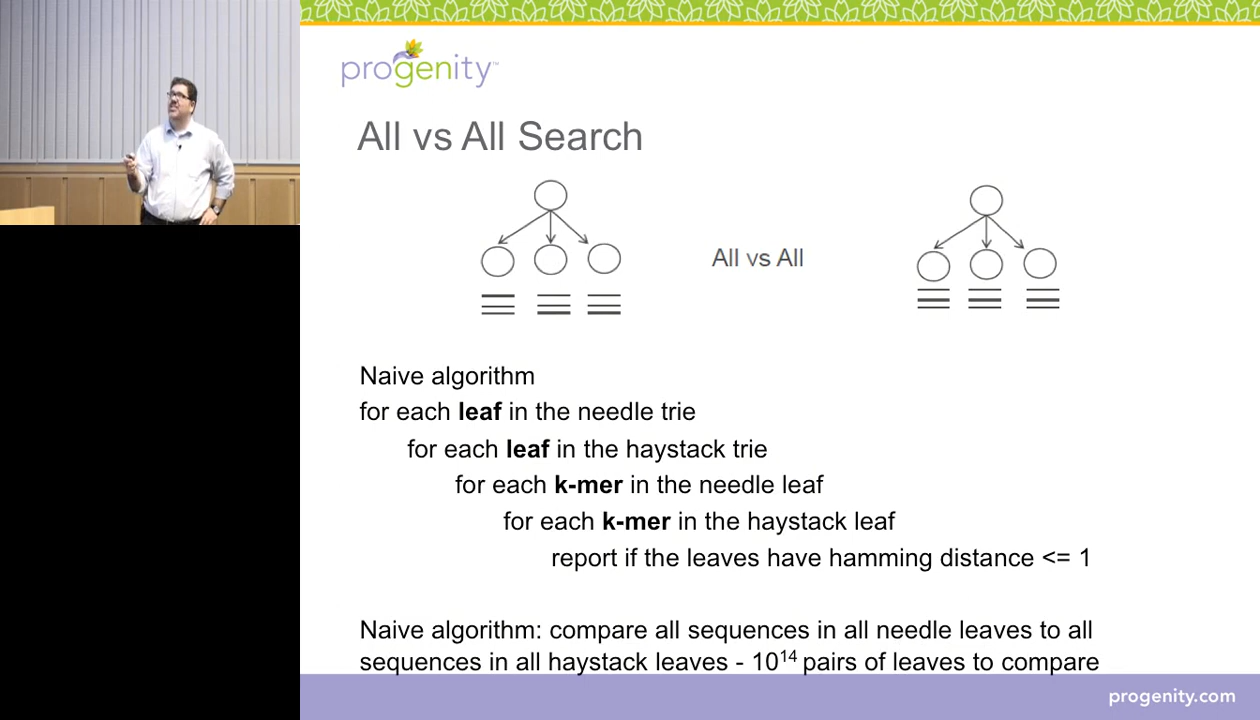 progenity™
All vs All Search
All vs All
Naive algorithm
for each leaf in the needle trie
for each leaf in the haystack trie
for each k-mer in the needle leaf
for each k-mer in the haystack leaf
report if the leaves have hamming distance <= 1
Naive algorithm: compare all sequences in all needle leaves to all
sequences in all haystack leaves - 10¹⁴ pairs of leaves to compare
progenity.com